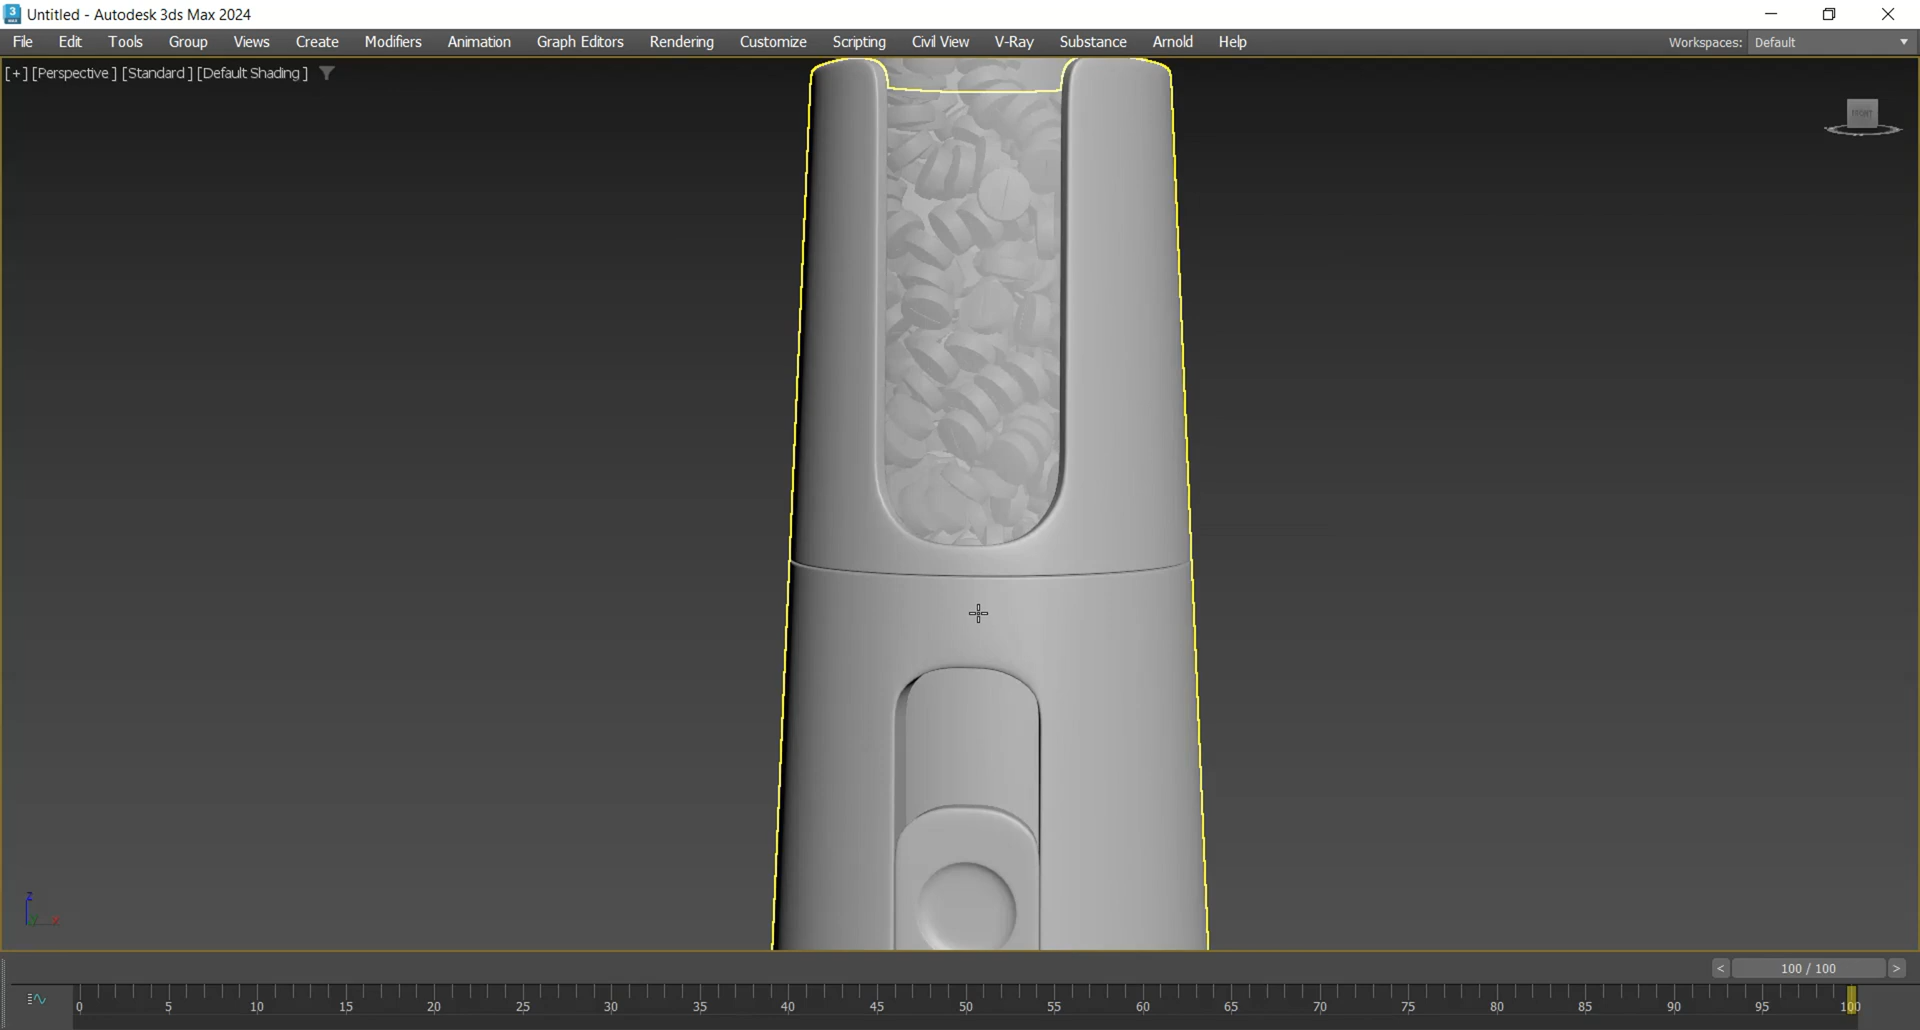 Untitled - Autodesk 3ds Max 2024
File Edit Tools Group Views Create Modifiers Animation Graph Editors Rendering Customize Scripting Civil View V-Ray Substance Arnold Help Workspaces: Default
[+] [Perspective ] [Standard ] [Default Shading ]
FRONT
z
y x
< 100 / 100 >
0 5 10 15 20 25 30 35 40 45 50 55 60 65 70 75 80 85 90 95 100